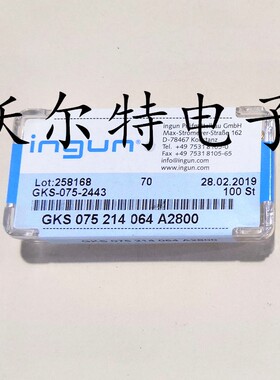 ingun Prüfmittelbau GmbH
Max-Stromeyer-Straße 162
D-78467 Konstanz
+49 7531 8105-0
+49 7531 8105-65
info@ingun.com
www.ingun.com
沃尔特电子
ingun®
Lot:258168 70 28.02.2019
GKS-075-2443 100 St
GKS 075 214 064 A2800